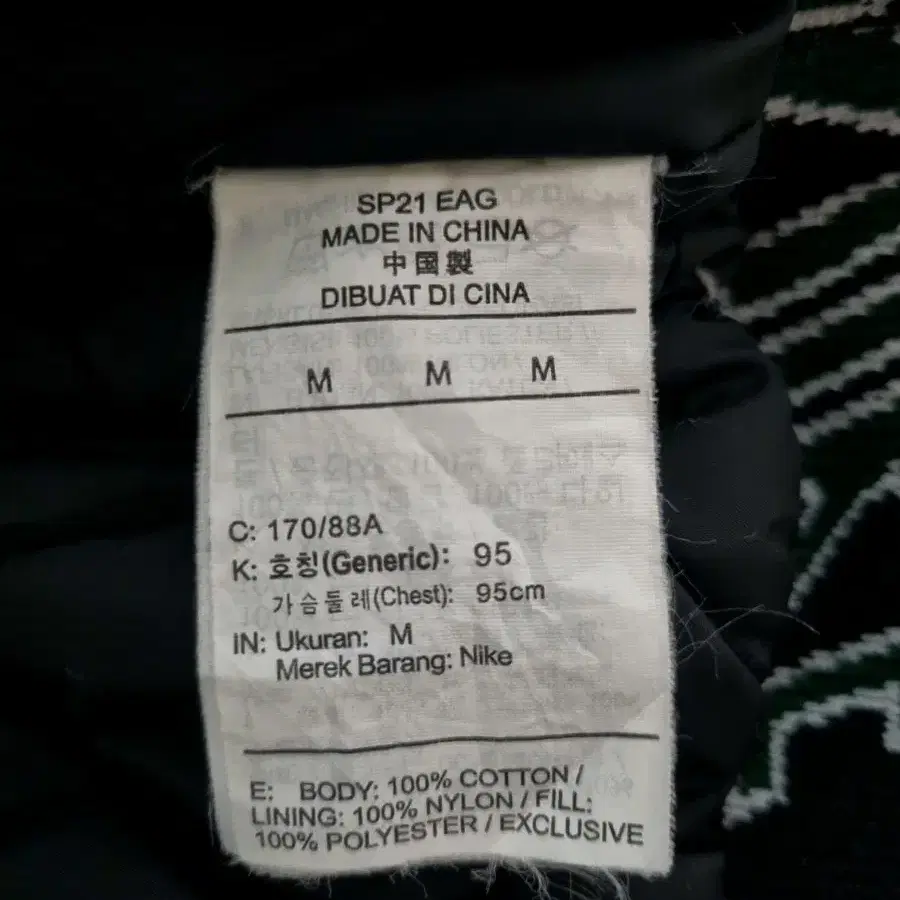 SP21 EAG
MADE IN CHINA
中国製
DIBUAT DI CINA
M M M
C: 170/88A
K: 호칭(Generic): 95
가슴둘레(Chest): 95cm
IN: Ukuran: M
Merek Barang: Nike
E: BODY: 100% COTTON /
LINING: 100% NYLON / FILL:
100% POLYESTER / EXCLUSIVE